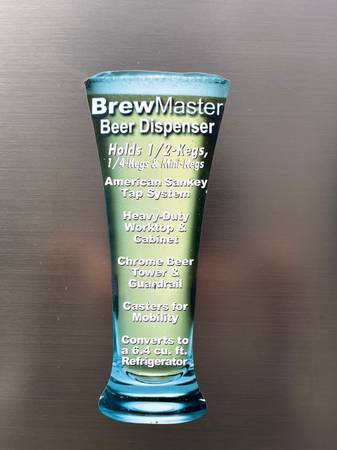 BrewMaster
Beer Dispenser
Holds 1/2-Kegs,
1/4-Kegs & Mini-Kegs
American Sankey
Tap System
Heavy-Duty
Worktop &
Cabinet
Chrome Beer
Tower &
Guardrail
Casters for
Mobility
Converts to
a 6.4 cu. ft.
Refrigerator